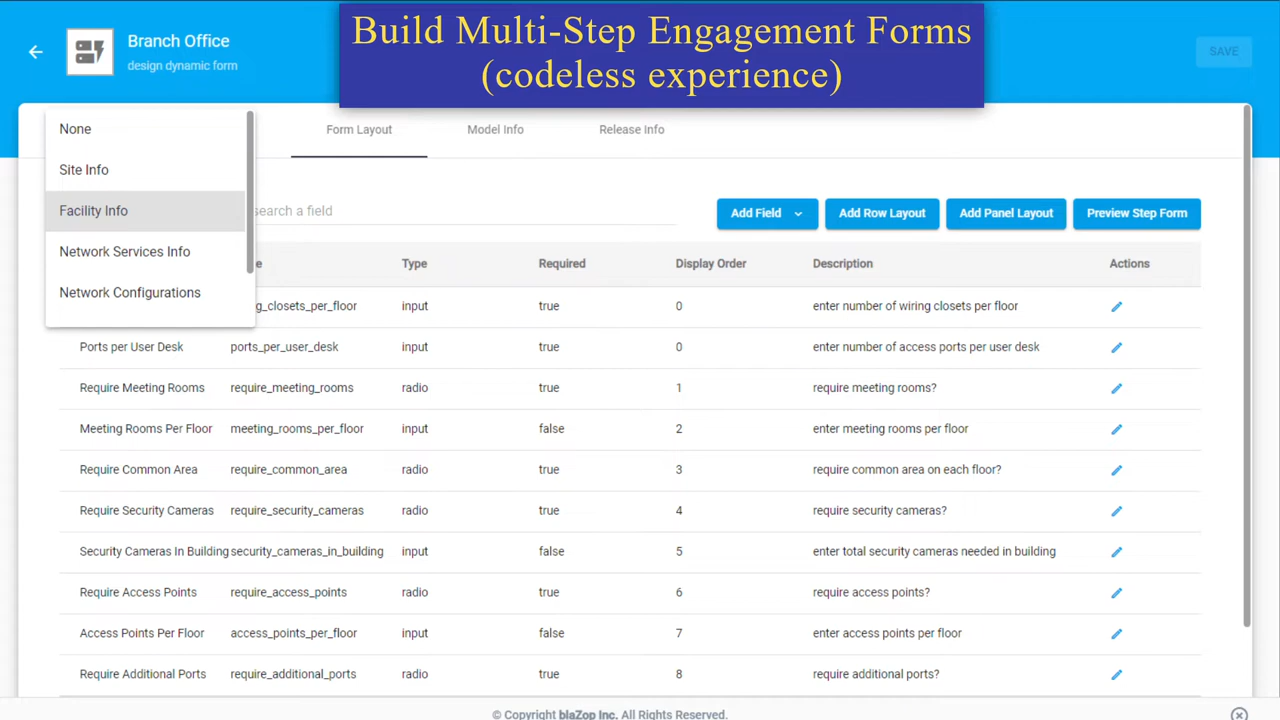 Build Multi-Step Engagement Forms
(codeless experience)
Branch Office
design dynamic form
SAVE
None
Site Info
Facility Info
Network Services Info
Network Configurations
Form Layout
Model Info
Release Info
search a field
Add Field
Add Row Layout
Add Panel Layout
Preview Step Form
Type Required Display Order Description Actions
input true 0 enter number of wiring closets per floor
Ports per User Desk ports_per_user_desk input true 0 enter number of access ports per user desk
Require Meeting Rooms require_meeting_rooms radio true 1 require meeting rooms?
Meeting Rooms Per Floor meeting_rooms_per_floor input false 2 enter meeting rooms per floor
Require Common Area require_common_area radio true 3 require common area on each floor?
Require Security Cameras require_security_cameras radio true 4 require security cameras?
Security Cameras In Building security_cameras_in_building input false 5 enter total security cameras needed in building
Require Access Points require_access_points radio true 6 require access points?
Access Points Per Floor access_points_per_floor input false 7 enter access points per floor
Require Additional Ports require_additional_ports radio true 8 require additional ports?
© Copyright blaZop Inc. All Rights Reserved.